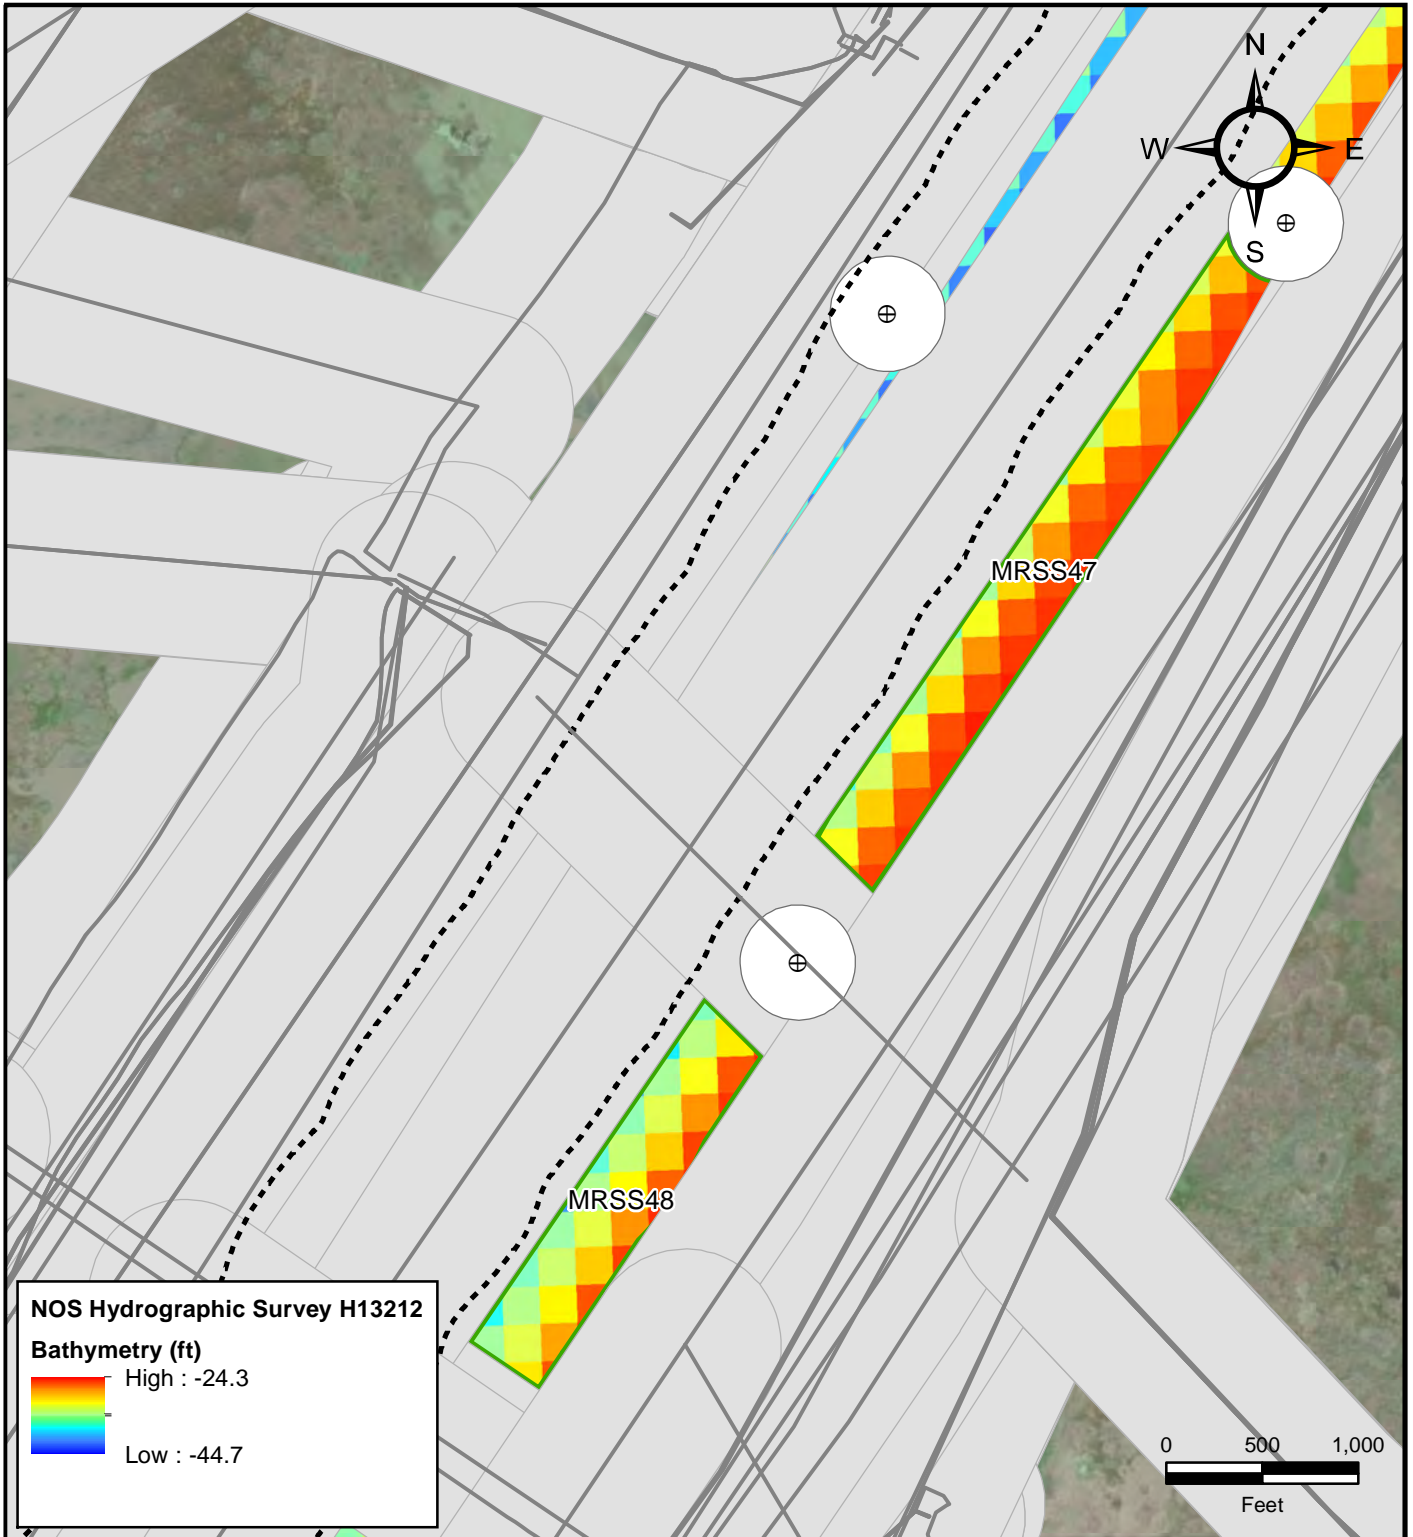 N
W
E
S
MRSS47
MRSS48
NOS Hydrographic Survey H13212
Bathymetry (ft)
High : -24.3
Low : -44.7
0 500 1,000
Feet